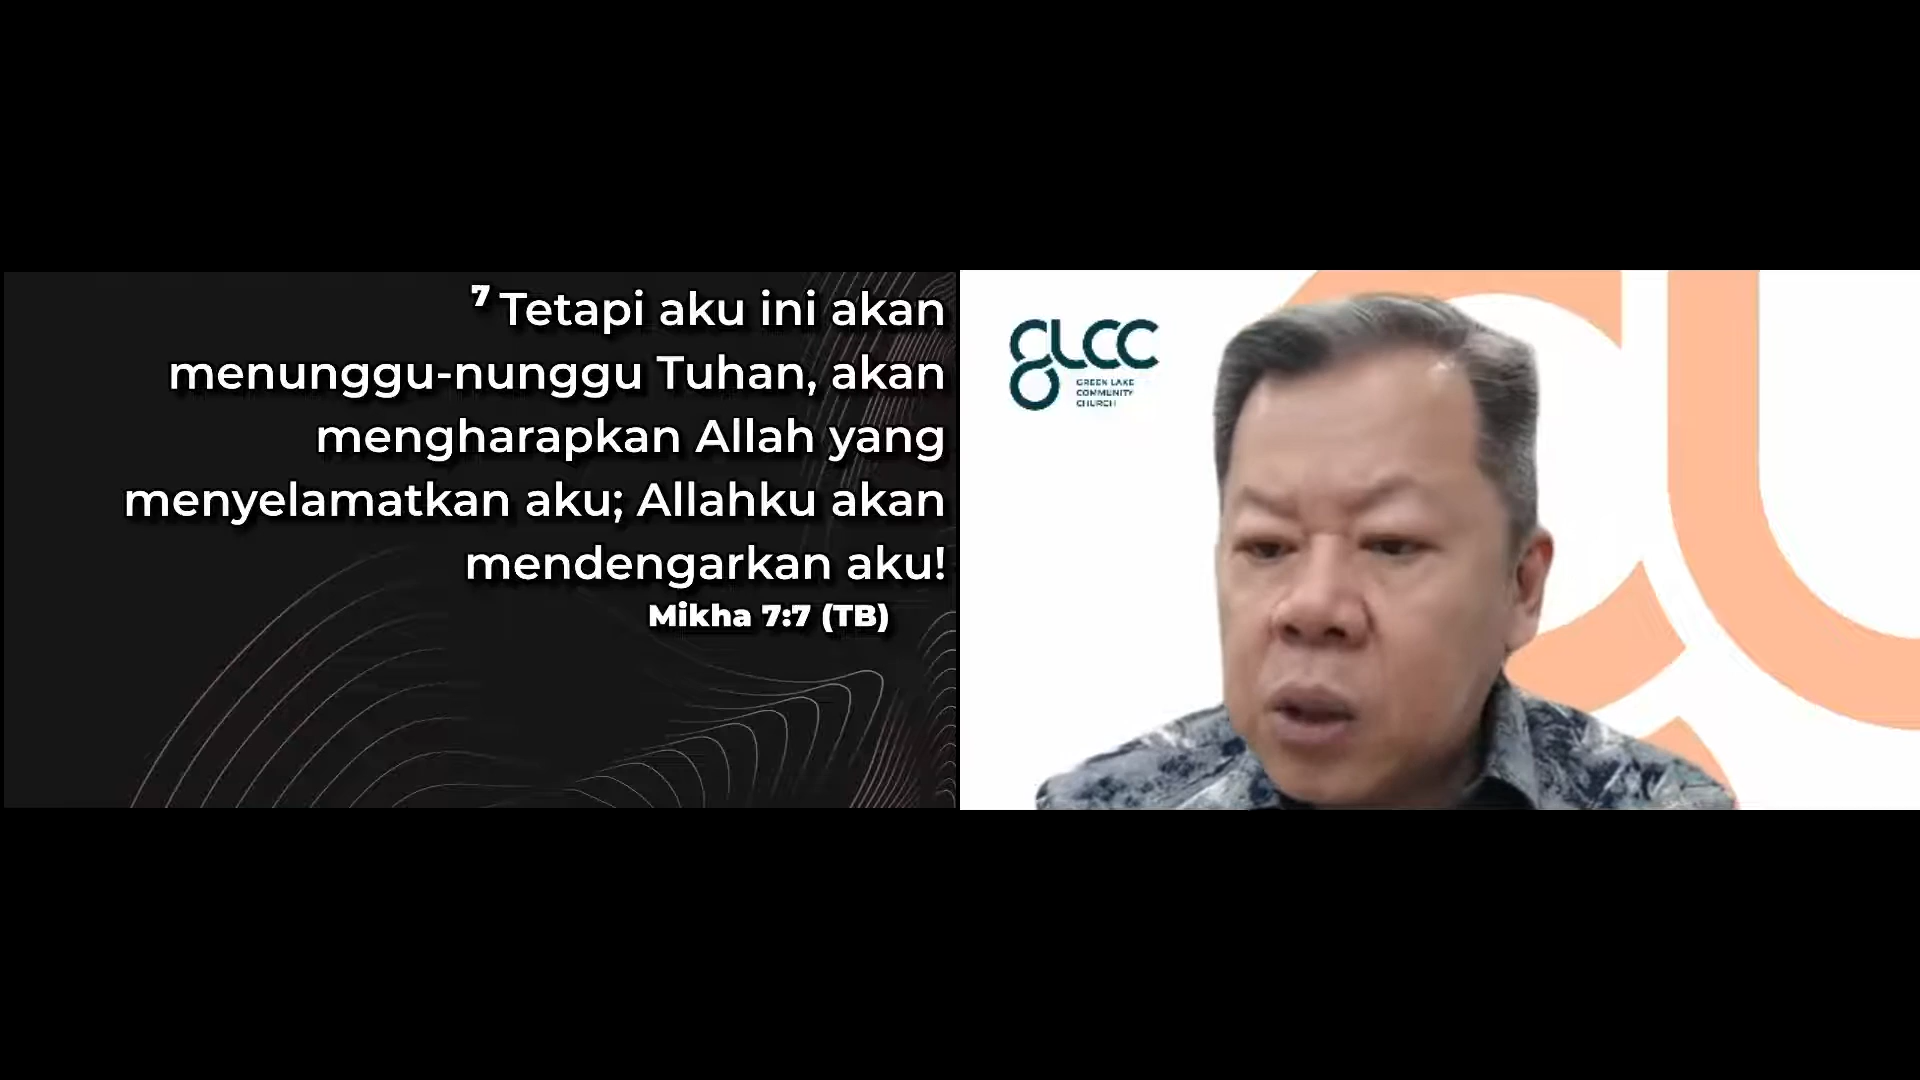 7 Tetapi aku ini akan
menunggu-nunggu Tuhan, akan
mengharapkan Allah yang
menyelamatkan aku; Allahku akan
mendengarkan aku!
Mikha 7:7 (TB)
GLCC
GREEN LAKE
COMMUNITY
CHURCH